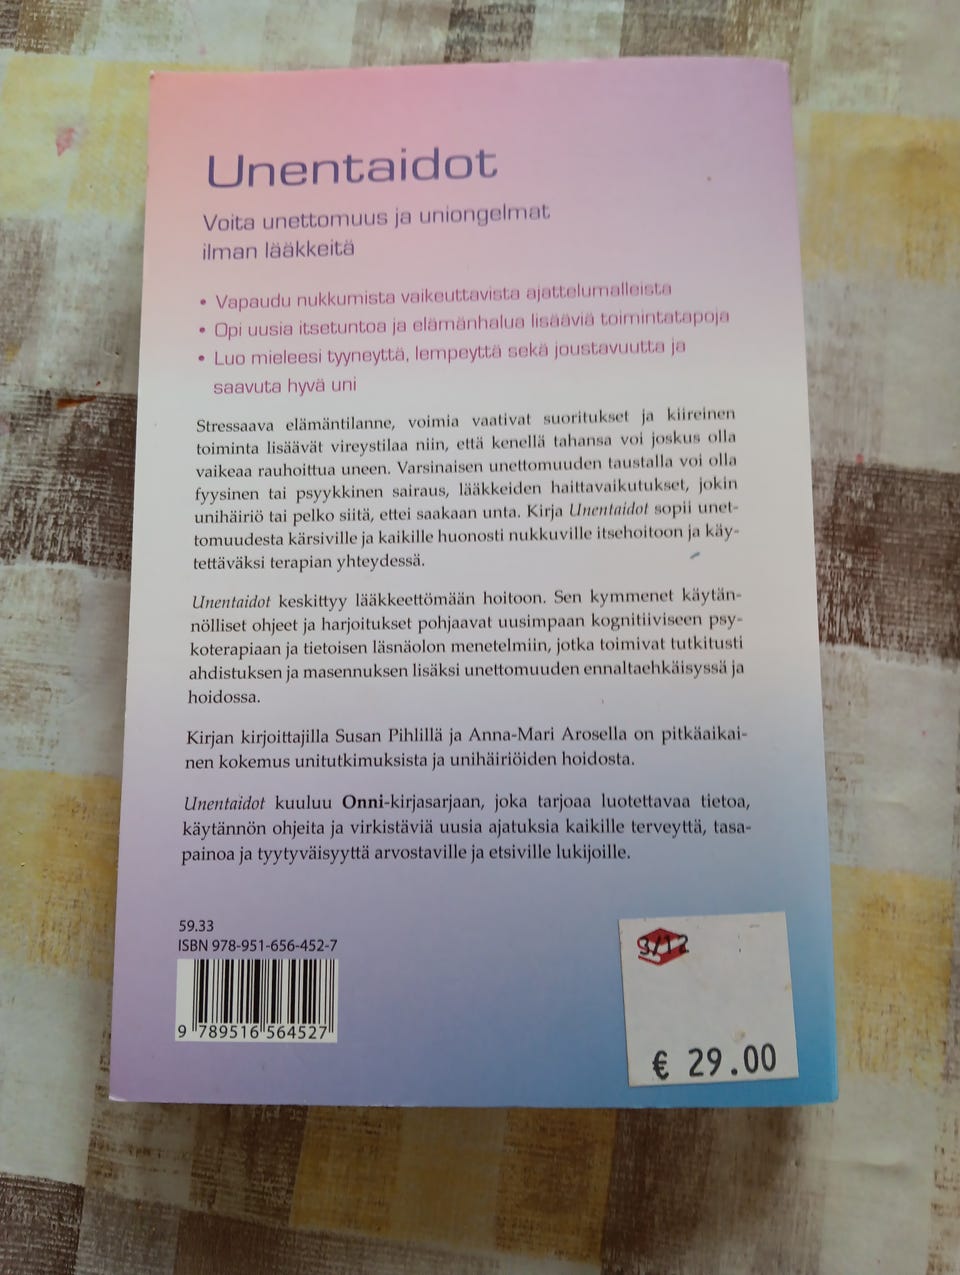 Unentaidot
Voita unettomuus ja uniongelmat
ilman lääkkeitä
• Vapaudu nukkumista vaikeuttavista ajattelumalleista
• Opi uusia itsetuntoa ja elämänhalua lisääviä toimintatapoja
• Luo mieleesi tyyneyttä, lempeyttä sekä joustavuutta ja
saavuta hyvä uni
Stressaava elämäntilanne, voimia vaativat suoritukset ja kiireinen
toiminta lisäävät vireystilaa niin, että kenellä tahansa voi joskus olla
vaikeaa rauhoittua uneen. Varsinaisen unettomuuden taustalla voi olla
fyysinen tai psyykkinen sairaus, lääkkeiden haittavaikutukset, jokin
unihäiriö tai pelko siitä, ettei saakaan unta. Kirja Unentaidot sopii unet-
tomuudesta kärsiville ja kaikille huonosti nukkuville itsehoitoon ja käy-
tettäväksi terapian yhteydessä.
Unentaidot keskittyy lääkkeettömään hoitoon. Sen kymmenet käytän-
nölliset ohjeet ja harjoitukset pohjaavat uusimpaan kognitiiviseen psy-
koterapiaan ja tietoisen läsnäolon menetelmiin, jotka toimivat tutkitusti
ahdistuksen ja masennuksen lisäksi unettomuuden ennaltaehkäisyssä ja
hoidossa.
Kirjan kirjoittajilla Susan Pihlillä ja Anna-Mari Arosella on pitkäaikai-
nen kokemus unitutkimuksista ja unihäiriöiden hoidosta.
Unentaidot kuuluu Onni-kirjasarjaan, joka tarjoaa luotettavaa tietoa,
käytännön ohjeita ja virkistäviä uusia ajatuksia kaikille terveyttä, tasa-
painoa ja tyytyväisyyttä arvostaville ja etsiville lukijoille.
59.33
ISBN 978-951-656-452-7
9 789516 564527
3/12
€ 29.00